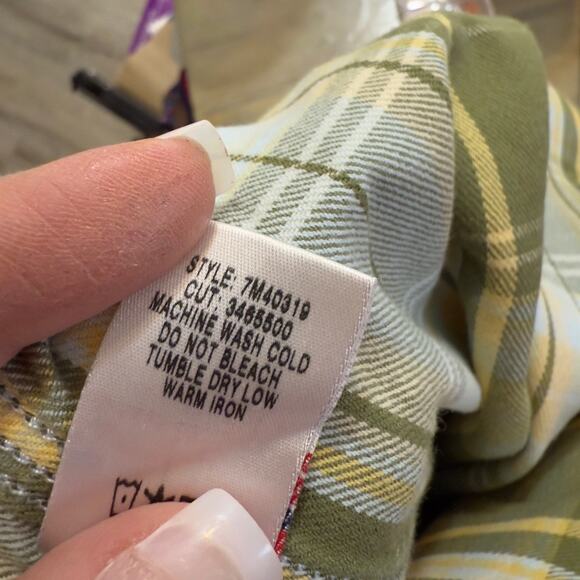 STYLE: 7M40319
CUT: 3465500
MACHINE WASH COLD
DO NOT BLEACH
TUMBLE DRY LOW
WARM IRON